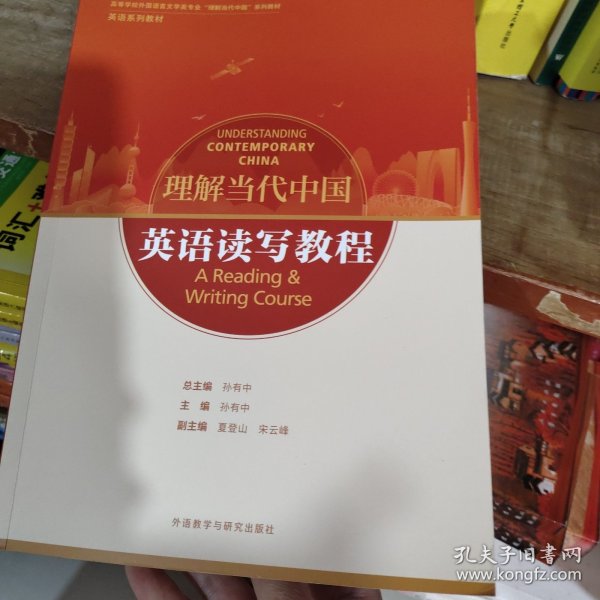 高等学校外国语言文学类专业“理解当代中国”系列教材
英语系列教材
UNDERSTANDING
CONTEMPORARY
CHINA
理解当代中国
英语读写教程
A Reading &
Writing Course
总主编 孙有中
主 编 孙有中
副主编 夏登山 宋云峰
外语教学与研究出版社
词汇
孔夫子旧书网
www.kongfz.com